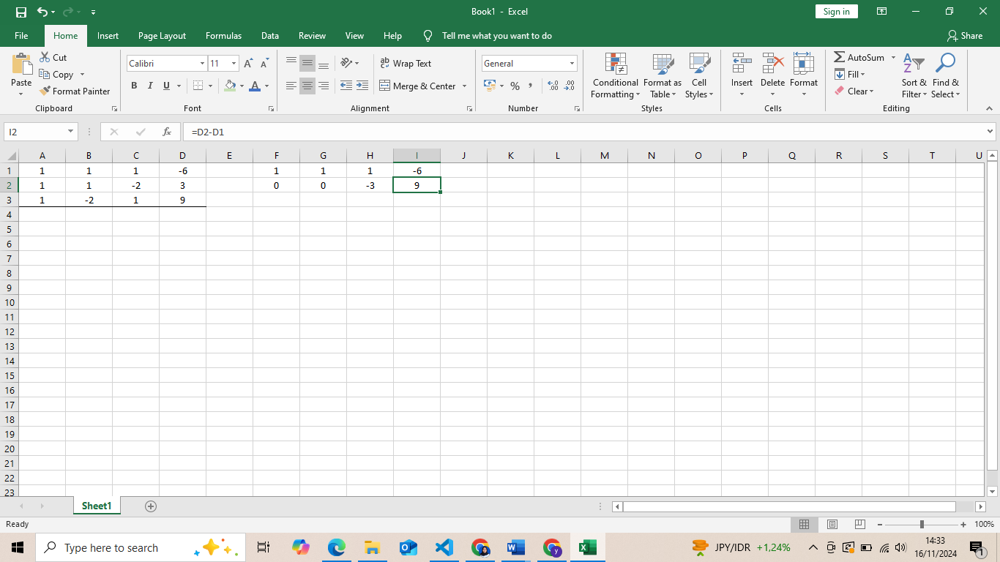 Book1 - Excel
Sign in
File Home Insert Page Layout Formulas Data Review View Help Tell me what you want to do Share
Paste Cut Copy Format Painter Clipboard
Calibri 11 A A B I U A Font
ab Wrap Text Merge & Center Alignment
General % , .00 .00 Number
Conditional Formatting Format as Table Cell Styles Styles
Insert Delete Format Cells
AutoSum Fill Clear Sort & Filter Find & Select Editing
I2 fx =D2-D1
A B C D E F G H I J K L M N O P Q R S T U
1 1 1 1 -6 1 1 1 -6
2 1 1 -2 3 0 0 -3 9
3 1 -2 1 9
4
5
6
7
8
9
10
11
12
13
14
15
16
17
18
19
20
21
22
23
Sheet1
Ready 100%
Type here to search JPY/IDR +1,24% 14:33
16/11/2024 1